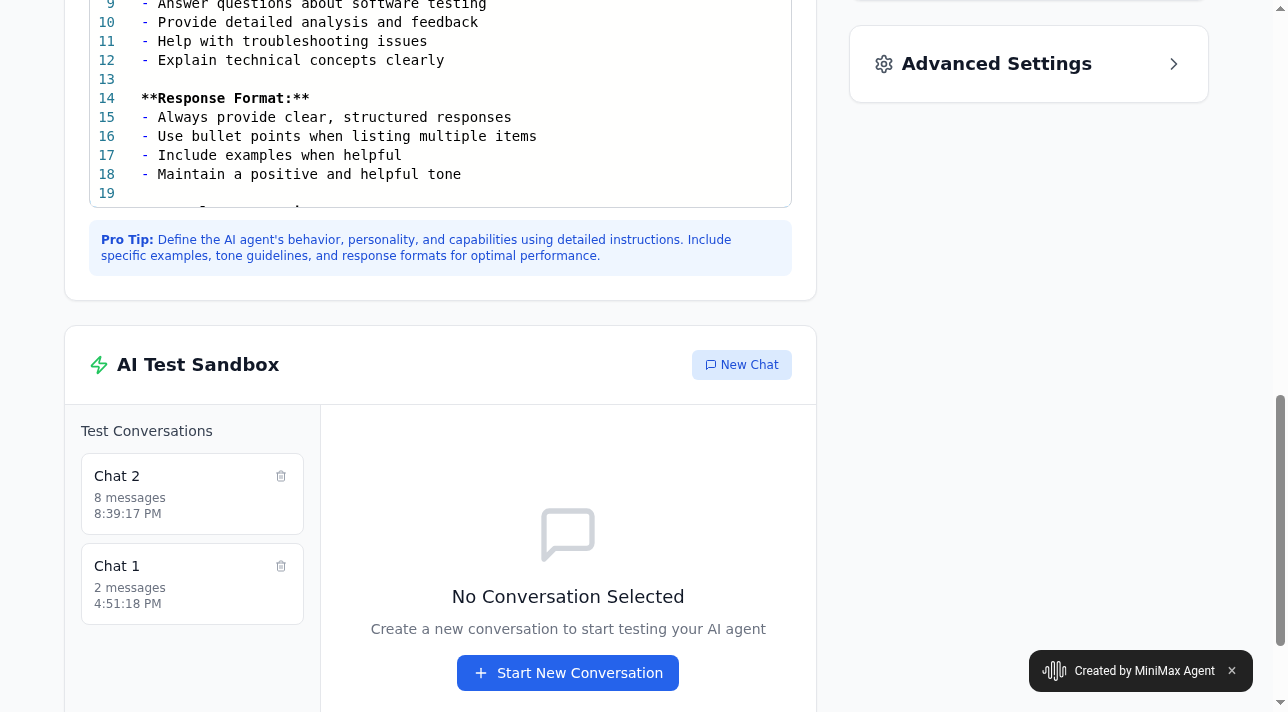 9 - Answer questions about software testing
10 - Provide detailed analysis and feedback
11 - Help with troubleshooting issues
12 - Explain technical concepts clearly
13
14 **Response Format:**
15 - Always provide clear, structured responses
16 - Use bullet points when listing multiple items
17 - Include examples when helpful
18 - Maintain a positive and helpful tone
19
Pro Tip: Define the AI agent's behavior, personality, and capabilities using detailed instructions. Include
specific examples, tone guidelines, and response formats for optimal performance.
Advanced Settings
AI Test Sandbox
New Chat
Test Conversations
Chat 2
8 messages
8:39:17 PM
Chat 1
2 messages
4:51:18 PM
No Conversation Selected
Create a new conversation to start testing your AI agent
Start New Conversation
Created by MiniMax Agent